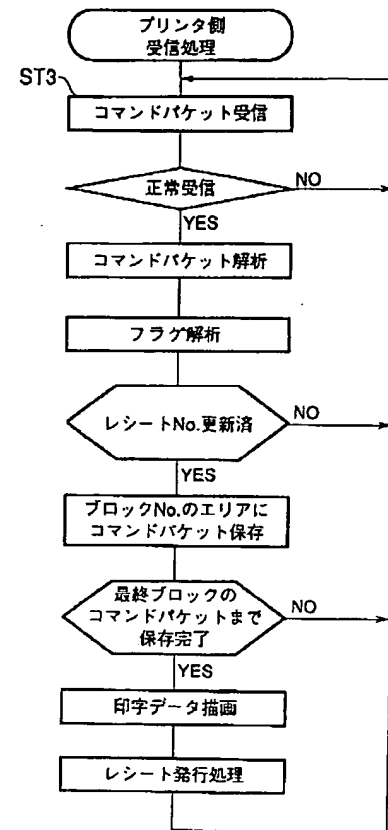 プリンタ側
受信処理
ST3
コマンドパケット受信
正常受信
NO
YES
コマンドパケット解析
フラグ解析
レシートNo.更新済
NO
YES
ブロックNo.のエリアに
コマンドパケット保存
最終ブロックの
コマンドパケットまで
保存完了
NO
YES
印字データ描画
レシート発行処理